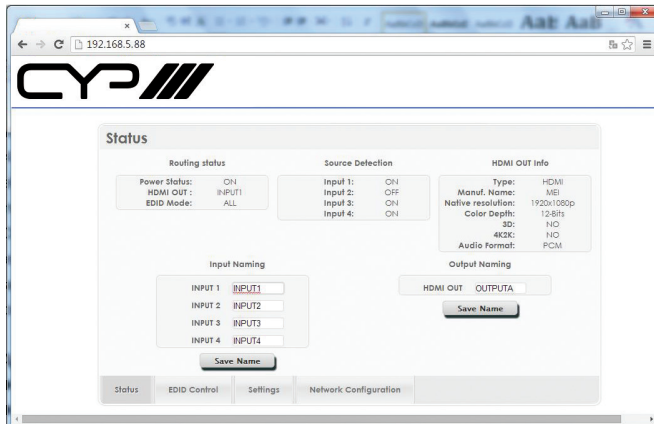 192.168.5.88
CYP
Status
Routing status
Power Status: ON
HDMI OUT : INPUT1
EDID Mode: ALL
Source Detection
Input 1: ON
Input 2: OFF
Input 3: ON
Input 4: ON
HDMI OUT Info
Type: HDMI
Manuf. Name: MEI
Native resolution: 1920x1080p
Color Depth: 12-Bits
3D: NO
4K2K: NO
Audio Format: PCM
Input Naming
INPUT 1 INPUT1
INPUT 2 INPUT2
INPUT 3 INPUT3
INPUT 4 INPUT4
Save Name
Output Naming
HDMI OUT OUTPUTA
Save Name
Status EDID Control Settings Network Configuration